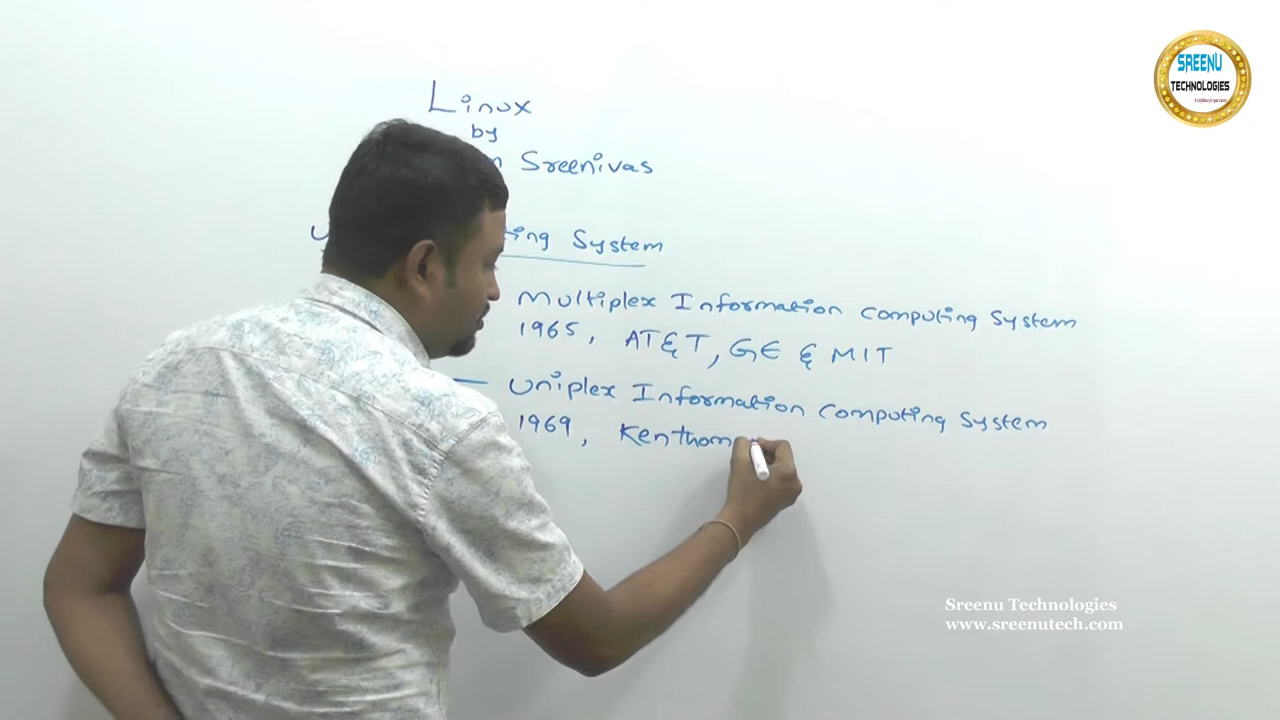 SREENU
TECHNOLOGIES
Linux
by
Sreenivas
System
Multiplex Information Computing System
1965, AT&T, GE & MIT
— Uniplex Information Computing System
1969, Kenthom
Sreenu Technologies
www.sreenutech.com